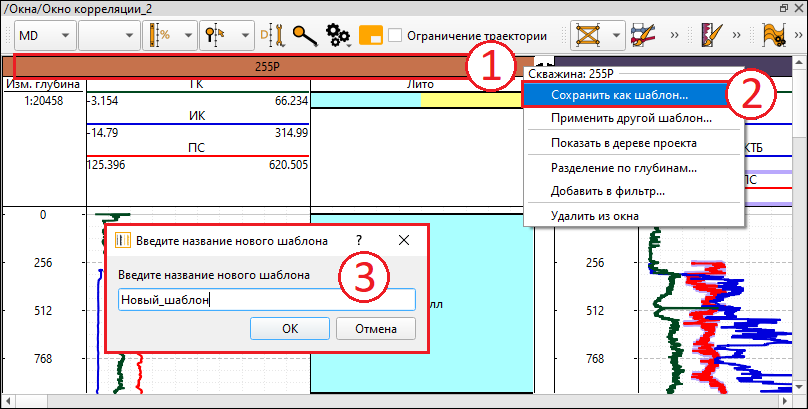 /Окна/Окно корреляции_2
MD
Ограничение траектории
»
»
»
255Р
1
Изм. глубина
ГК
Лито
1:20458
-3.154
66.234
ИК
-14.79
314.99
ПС
125.396
620.505
Скважина: 255Р
Сохранить как шаблон...
2
Применить другой шаблон...
Показать в дереве проекта
Разделение по глубинам...
Добавить в фильтр...
Удалить из окна
КТБ
ПС
0
256
512
768
Введите название нового шаблона
?
3
Введите название нового шаблона
Новый_шаблон
OK
Отмена
лл
0
256
512
768